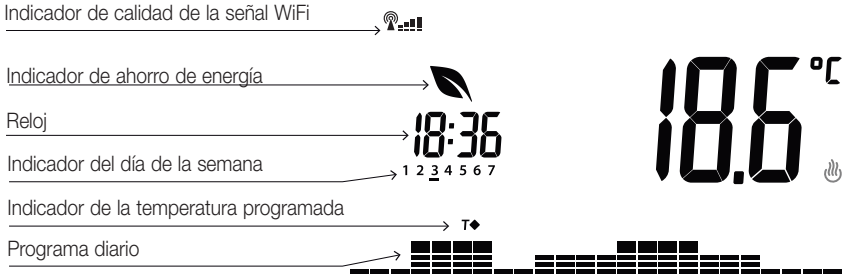 Indicador de calidad de la señal WiFi
Indicador de ahorro de energía
18.6 °C
Reloj
18:36
Indicador del día de la semana
1 2 3 4 5 6 7
Indicador de la temperatura programada
T◆
Programa diario